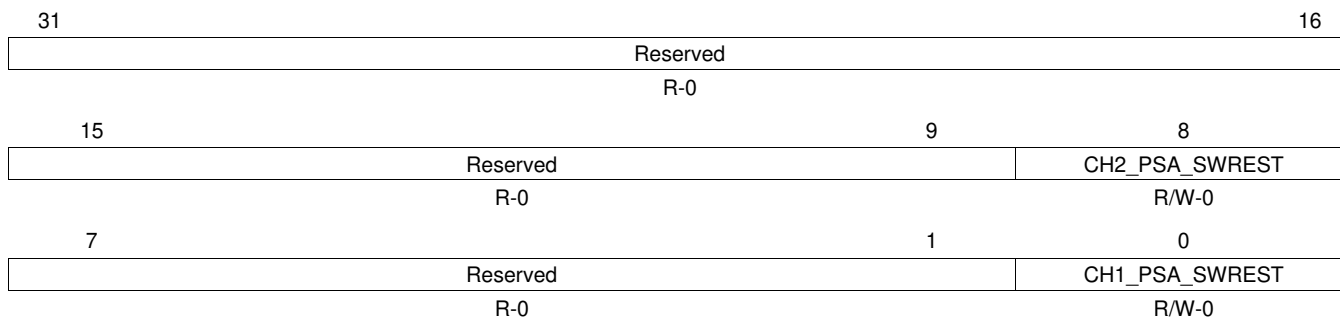 31 16
Reserved
R-0
15 9 8
Reserved CH2_PSA_SWREST
R-0 R/W-0
7 1 0
Reserved CH1_PSA_SWREST
R-0 R/W-0